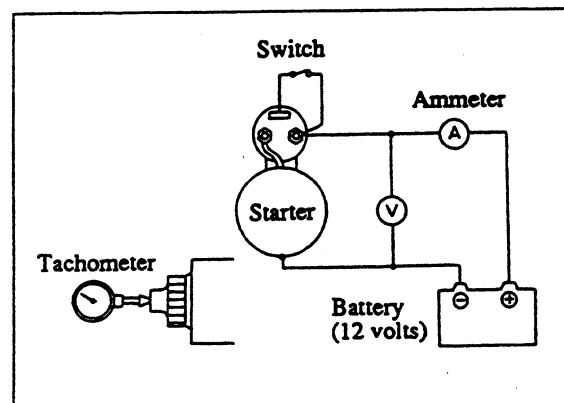 Switch
Ammeter
A
Starter
V
Tachometer
Battery
(12 volts)
− +